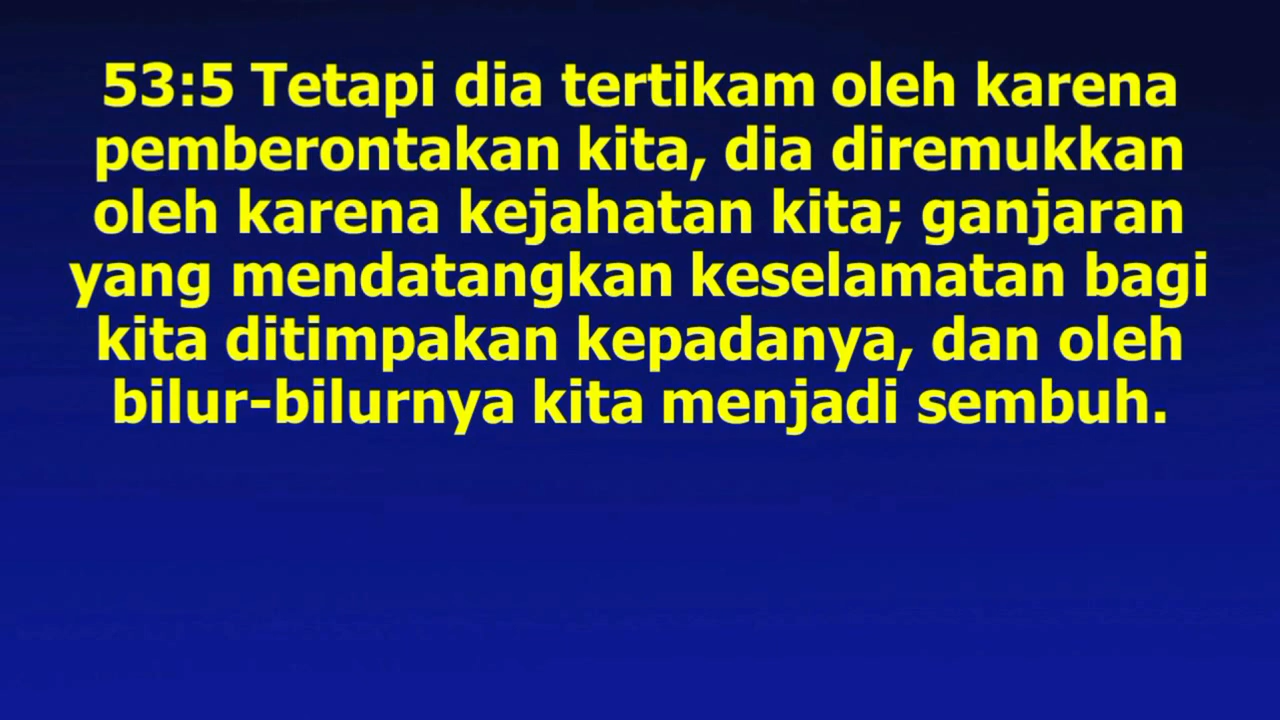 53:5 Tetapi dia tertikam oleh karena
pemberontakan kita, dia diremukkan
oleh karena kejahatan kita; ganjaran
yang mendatangkan keselamatan bagi
kita ditimpakan kepadanya, dan oleh
bilur-bilurnya kita menjadi sembuh.